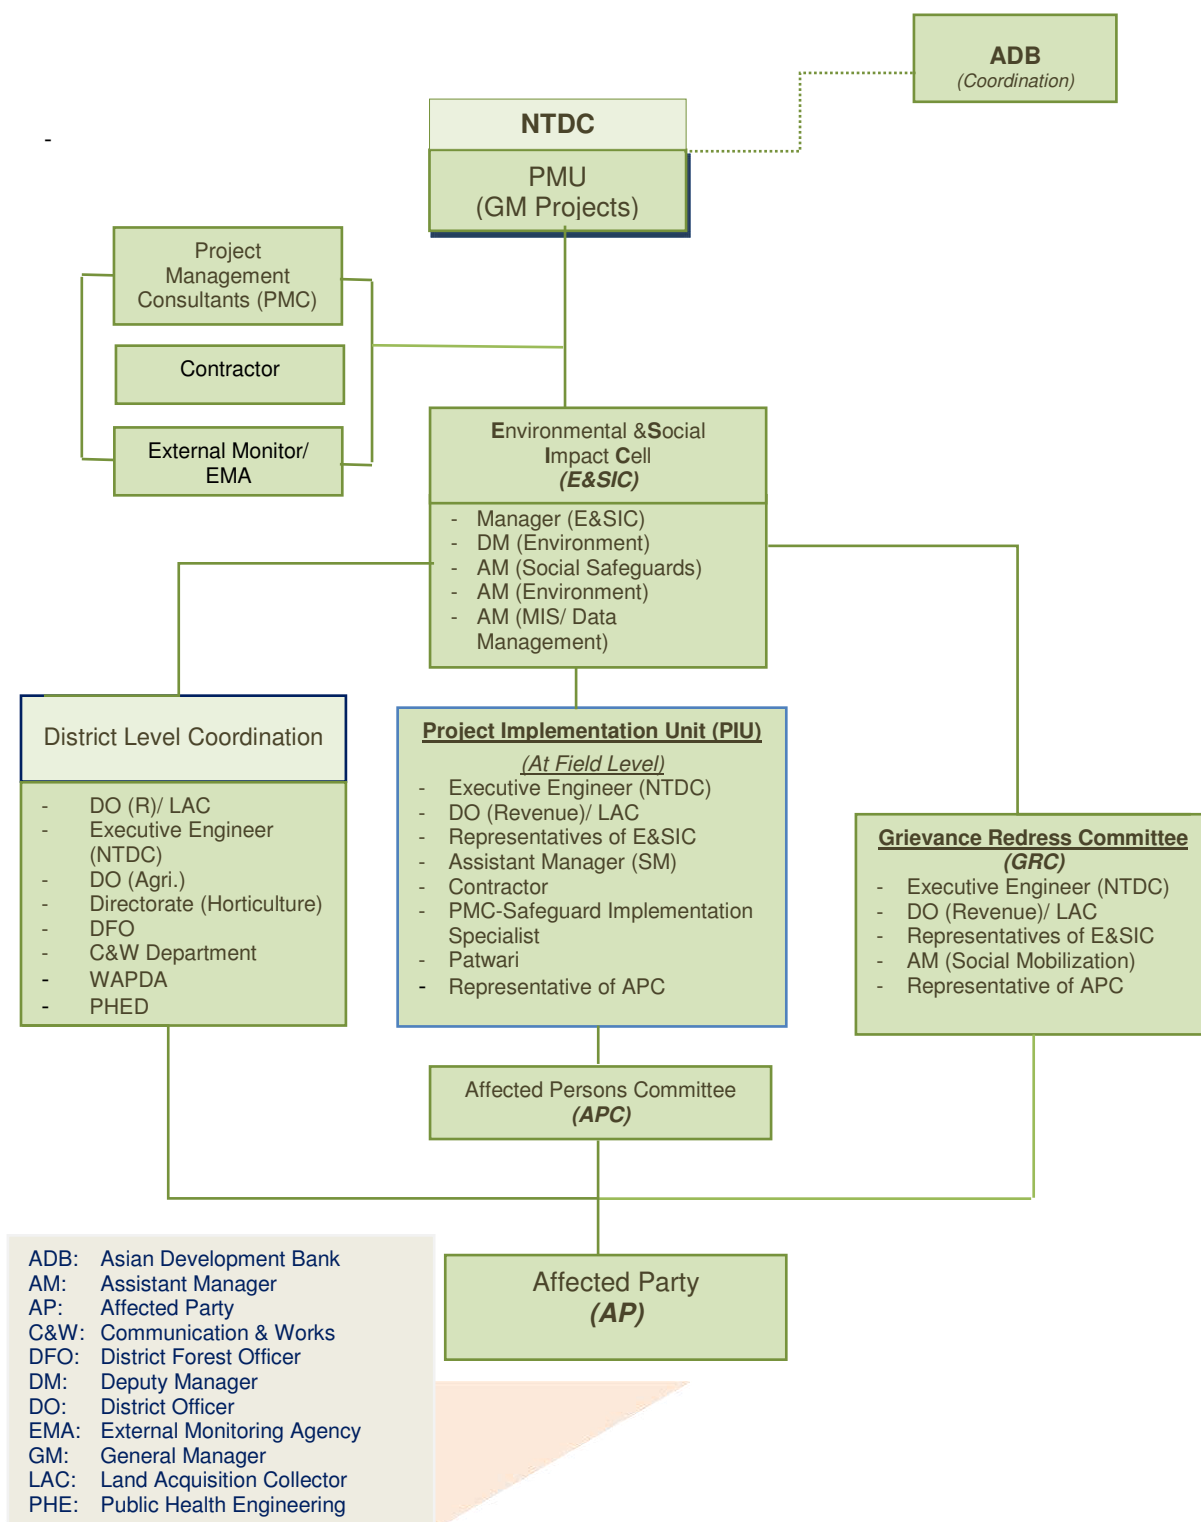 ADB
(Coordination)
-
NTDC
PMU
(GM Projects)
Project
Management
Consultants (PMC)
Contractor
External Monitor/
EMA
Environmental &Social
Impact Cell
(E&SIC)
- Manager (E&SIC)
- DM (Environment)
- AM (Social Safeguards)
- AM (Environment)
- AM (MIS/ Data
Management)
District Level Coordination
- DO (R)/ LAC
- Executive Engineer
(NTDC)
- DO (Agri.)
- Directorate (Horticulture)
- DFO
- C&W Department
- WAPDA
- PHED
Project Implementation Unit (PIU)
(At Field Level)
- Executive Engineer (NTDC)
- DO (Revenue)/ LAC
- Representatives of E&SIC
- Assistant Manager (SM)
- Contractor
- PMC-Safeguard Implementation
Specialist
- Patwari
- Representative of APC
Grievance Redress Committee
(GRC)
- Executive Engineer (NTDC)
- DO (Revenue)/ LAC
- Representatives of E&SIC
- AM (Social Mobilization)
- Representative of APC
Affected Persons Committee
(APC)
Affected Party
(AP)
ADB: Asian Development Bank
AM: Assistant Manager
AP: Affected Party
C&W: Communication & Works
DFO: District Forest Officer
DM: Deputy Manager
DO: District Officer
EMA: External Monitoring Agency
GM: General Manager
LAC: Land Acquisition Collector
PHE: Public Health Engineering